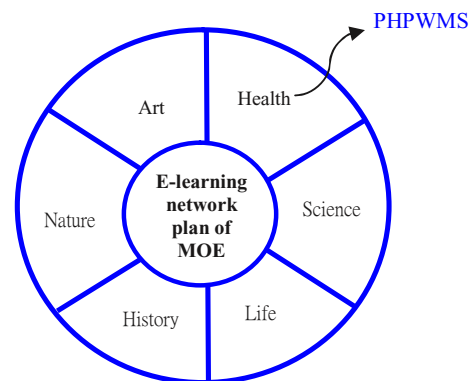 PHPWMS
Health
Art
E-learning
network
plan of
MOE
Science
Nature
Life
History